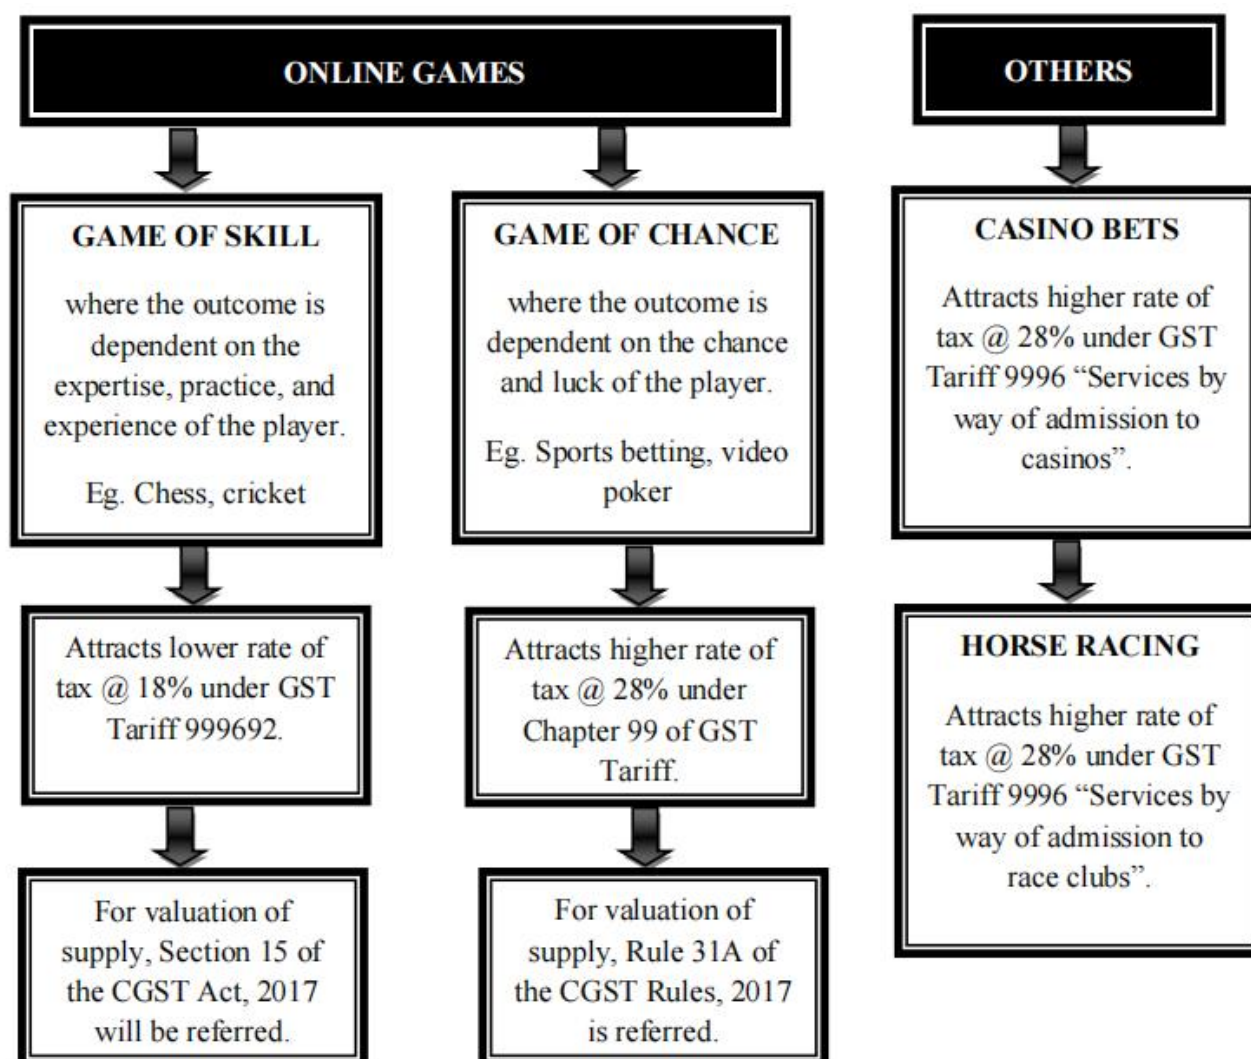 ONLINE GAMES
OTHERS
GAME OF SKILL
where the outcome is
dependent on the
expertise, practice, and
experience of the player.
Eg. Chess, cricket
Attracts lower rate of
tax @ 18% under GST
Tariff 999692.
For valuation of
supply, Section 15 of
the CGST Act, 2017
will be referred.
GAME OF CHANCE
where the outcome is
dependent on the chance
and luck of the player.
Eg. Sports betting, video
poker
Attracts higher rate of
tax @ 28% under
Chapter 99 of GST
Tariff.
For valuation of
supply, Rule 31A of
the CGST Rules, 2017
is referred.
CASINO BETS
Attracts higher rate of
tax @ 28% under GST
Tariff 9996 “Services by
way of admission to
casinos”.
HORSE RACING
Attracts higher rate of
tax @ 28% under GST
Tariff 9996 “Services by
way of admission to
race clubs”.